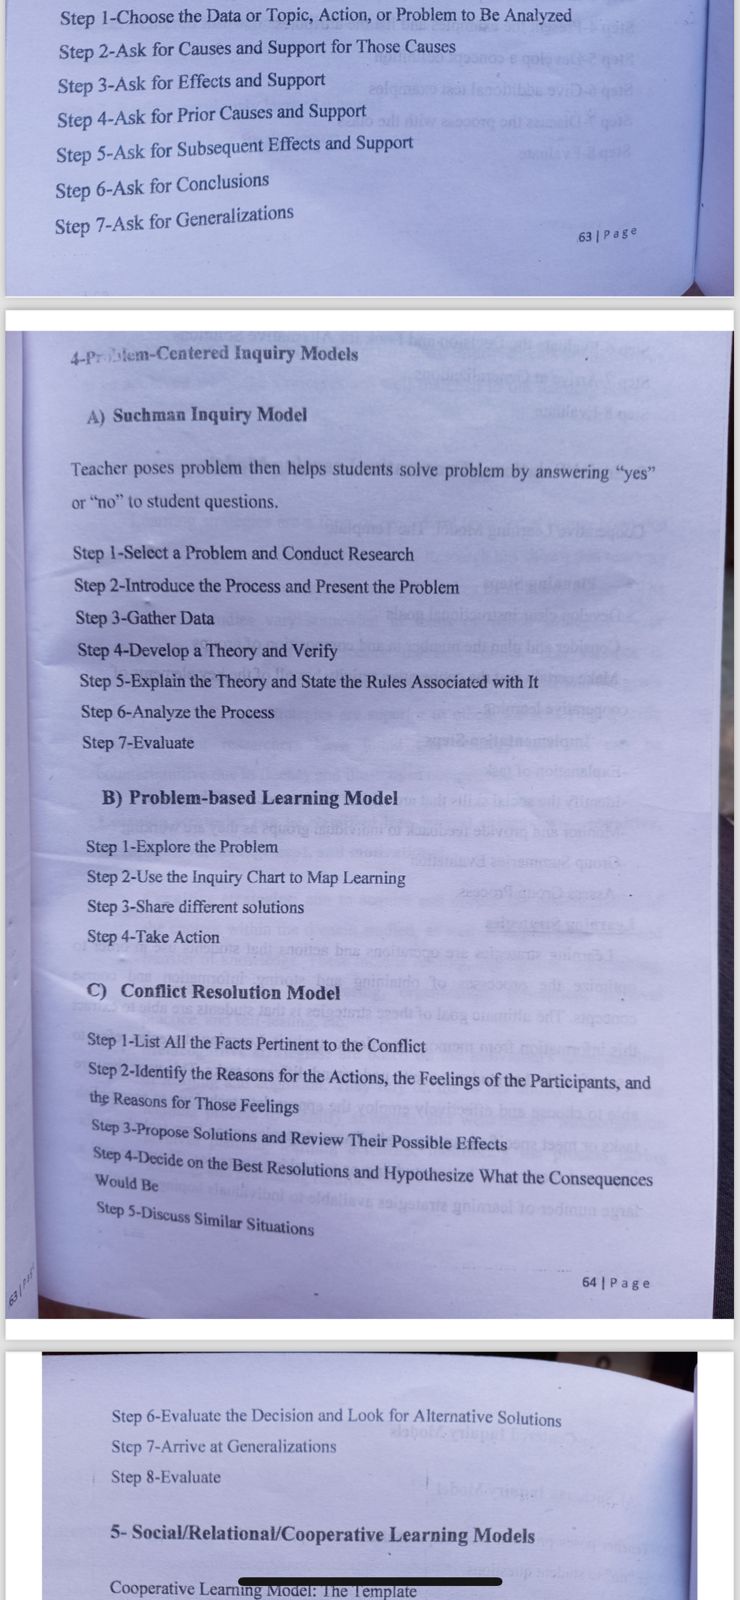 Step 1-Choose the Data or Topic, Action, or Problem to Be Analyzed
Step 2-Ask for Causes and Support for Those Causes
Step 3-Ask for Effects and Support
Step 4-Ask for Prior Causes and Support
Step 5-Ask for Subsequent Effects and Support
Step 6-Ask for Conclusions
Step 7-Ask for Generalizations
63 | Page
4-Problem-Centered Inquiry Models
A) Suchman Inquiry Model
Teacher poses problem then helps students solve problem by answering “yes”
or “no” to student questions.
Step 1-Select a Problem and Conduct Research
Step 2-Introduce the Process and Present the Problem
Step 3-Gather Data
Step 4-Develop a Theory and Verify
Step 5-Explain the Theory and State the Rules Associated with It
Step 6-Analyze the Process
Step 7-Evaluate
B) Problem-based Learning Model
Step 1-Explore the Problem
Step 2-Use the Inquiry Chart to Map Learning
Step 3-Share different solutions
Step 4-Take Action
C) Conflict Resolution Model
Step 1-List All the Facts Pertinent to the Conflict
Step 2-Identify the Reasons for the Actions, the Feelings of the Participants, and
the Reasons for Those Feelings
Step 3-Propose Solutions and Review Their Possible Effects
Step 4-Decide on the Best Resolutions and Hypothesize What the Consequences
Would Be
Step 5-Discuss Similar Situations
64 | Page
63 | Pag
Step 6-Evaluate the Decision and Look for Alternative Solutions
Step 7-Arrive at Generalizations
Step 8-Evaluate
5- Social/Relational/Cooperative Learning Models
Cooperative Learning Model: The Template